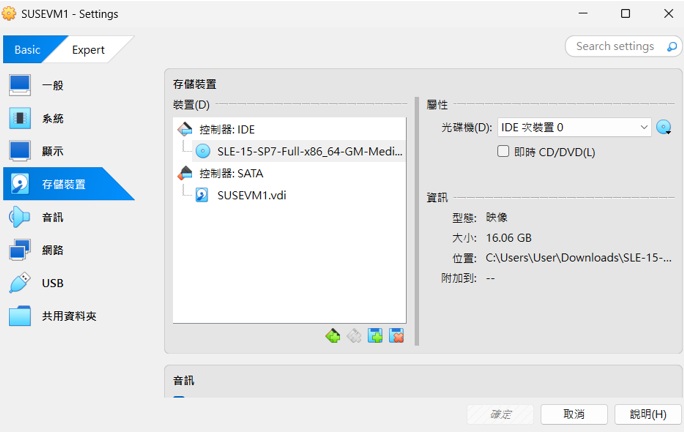 SUSEVM1 - Settings
Basic
Expert
Search settings
一般
系統
顯示
存儲裝置
音訊
網路
USB
共用資料夾
存儲裝置
裝置(D)
控制器: IDE
SLE-15-SP7-Full-x86_64-GM-Medi...
控制器: SATA
SUSEVM1.vdi
屬性
光碟機(D): IDE 次裝置 0
即時 CD/DVD(L)
資訊
型態: 映像
大小: 16.06 GB
位置: C:\Users\User\Downloads\SLE-15-...
附加到: --
音訊
確定
取消
說明(H)